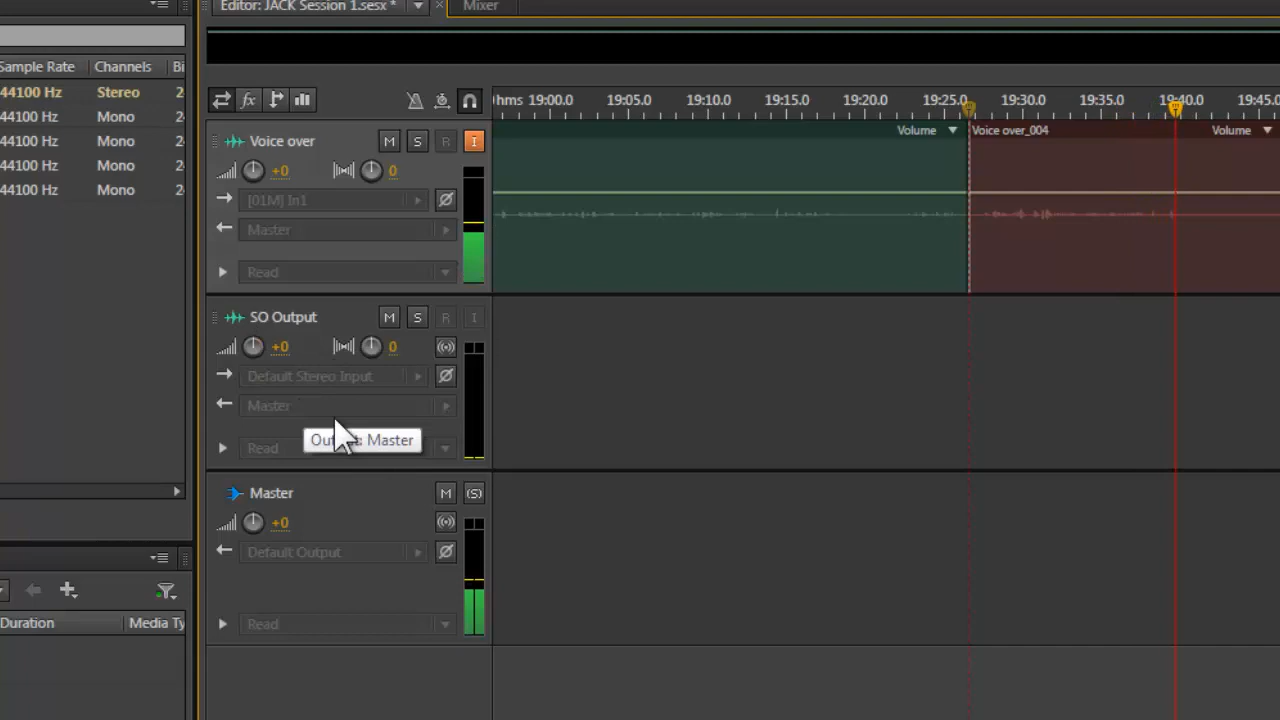 Editor: JACK Session 1.sesx *
Mixer
Sample Rate Channels Bi
44100 Hz Stereo 2
44100 Hz Mono 2
44100 Hz Mono 2
44100 Hz Mono 2
44100 Hz Mono 2
fx
hms 19:00.0 19:05.0 19:10.0 19:15.0 19:20.0 19:25.0 19:30.0 19:35.0 19:40.0 19:45.0
Voice over M S R I
+0 0
[01M] In1
Master
Read
Volume
Voice over_004
Volume
SO Output M S R I
+0 0
Default Stereo Input
Master
Master
Read
Master M (S)
+0
Default Output
Read
Duration Media Ty